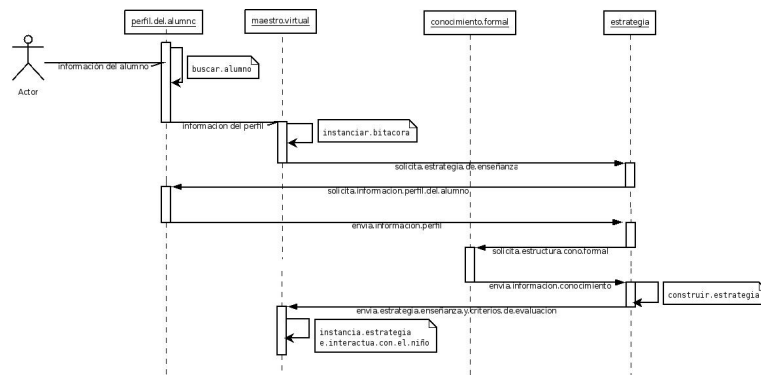 perfil.del.alumnc
maestro.virtual
conocimiento.formal
estrategia
Actor
información del alumno
buscar.alumno
informacion del perfil
instanciar.bitacora
solicita.estrategia.de.enseñanza
solicita.informacion.perfil.del.alumno
envia.informacion.perfil
solicita.estructura.cono.formal
envia.informacion.conocimiento
construir.estrategia
envia.estrategia.enseñanza.y.criterios.de.evaluacion
instancia.estrategia
e.interactua.con.el.niño